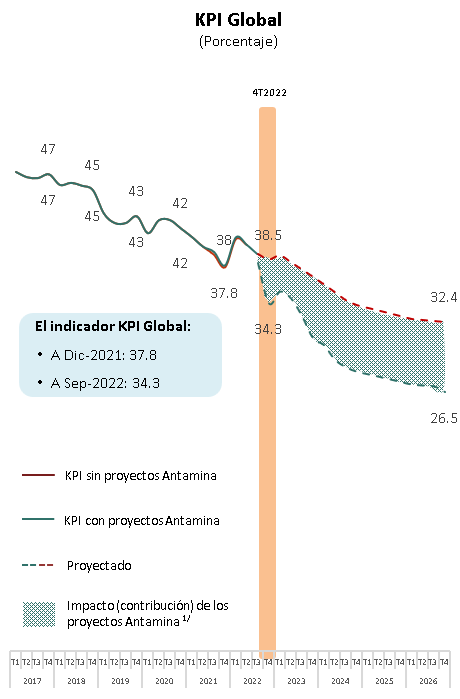 KPI Global
(Porcentaje)
4T2022
47
47
45
45
43
43
42
42
38
37.8
38.5
34.3
32.4
26.5
El indicador KPI Global:
• A Dic-2021: 37.8
• A Sep-2022: 34.3
KPI sin proyectos Antamina
KPI con proyectos Antamina
Proyectado
Impacto (contribución) de los
proyectos Antamina 1/
T1 T2 T3 T4 T1 T2 T3 T4 T1 T2 T3 T4 T1 T2 T3 T4 T1 T2 T3 T4 T1 T2 T3 T4 T1 T2 T3 T4 T1 T2 T3 T4 T1 T2 T3 T4 T1 T2 T3 T4
2017 2018 2019 2020 2021 2022 2023 2024 2025 2026